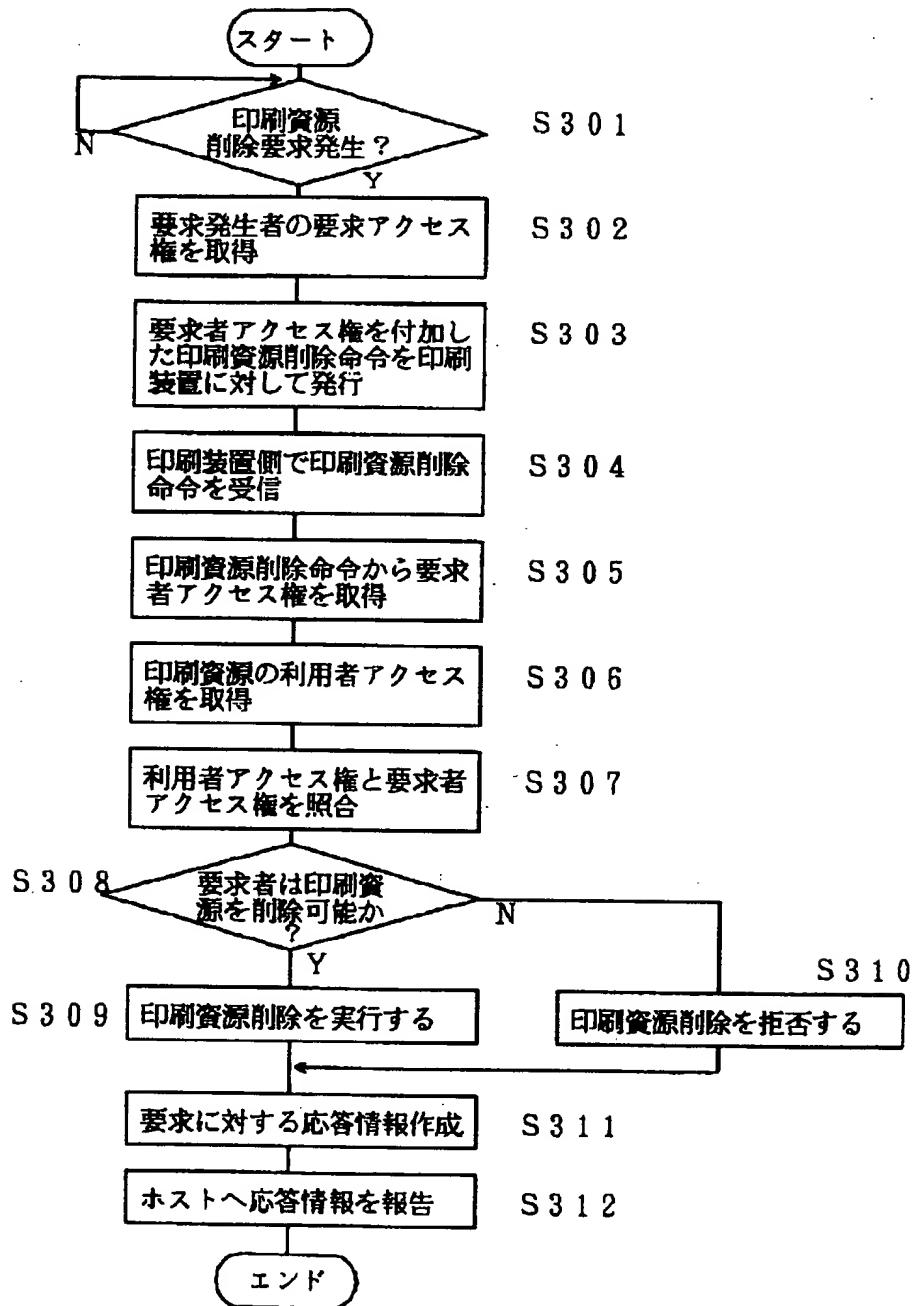 スタート
印刷資源
削除要求発生？
S301
N
Y
要求発生者の要求アクセス
権を取得
S302
要求者アクセス権を付加し
た印刷資源削除命令を印刷
装置に対して発行
S303
印刷装置側で印刷資源削除
命令を受信
S304
印刷資源削除命令から要求
者アクセス権を取得
S305
印刷資源の利用者アクセス
権を取得
S306
利用者アクセス権と要求者
アクセス権を照合
S307
S308
要求者は印刷資
源を削除可能か
？
N
Y
S310
S309
印刷資源削除を実行する
印刷資源削除を拒否する
要求に対する応答情報作成
S311
ホストへ応答情報を報告
S312
エンド